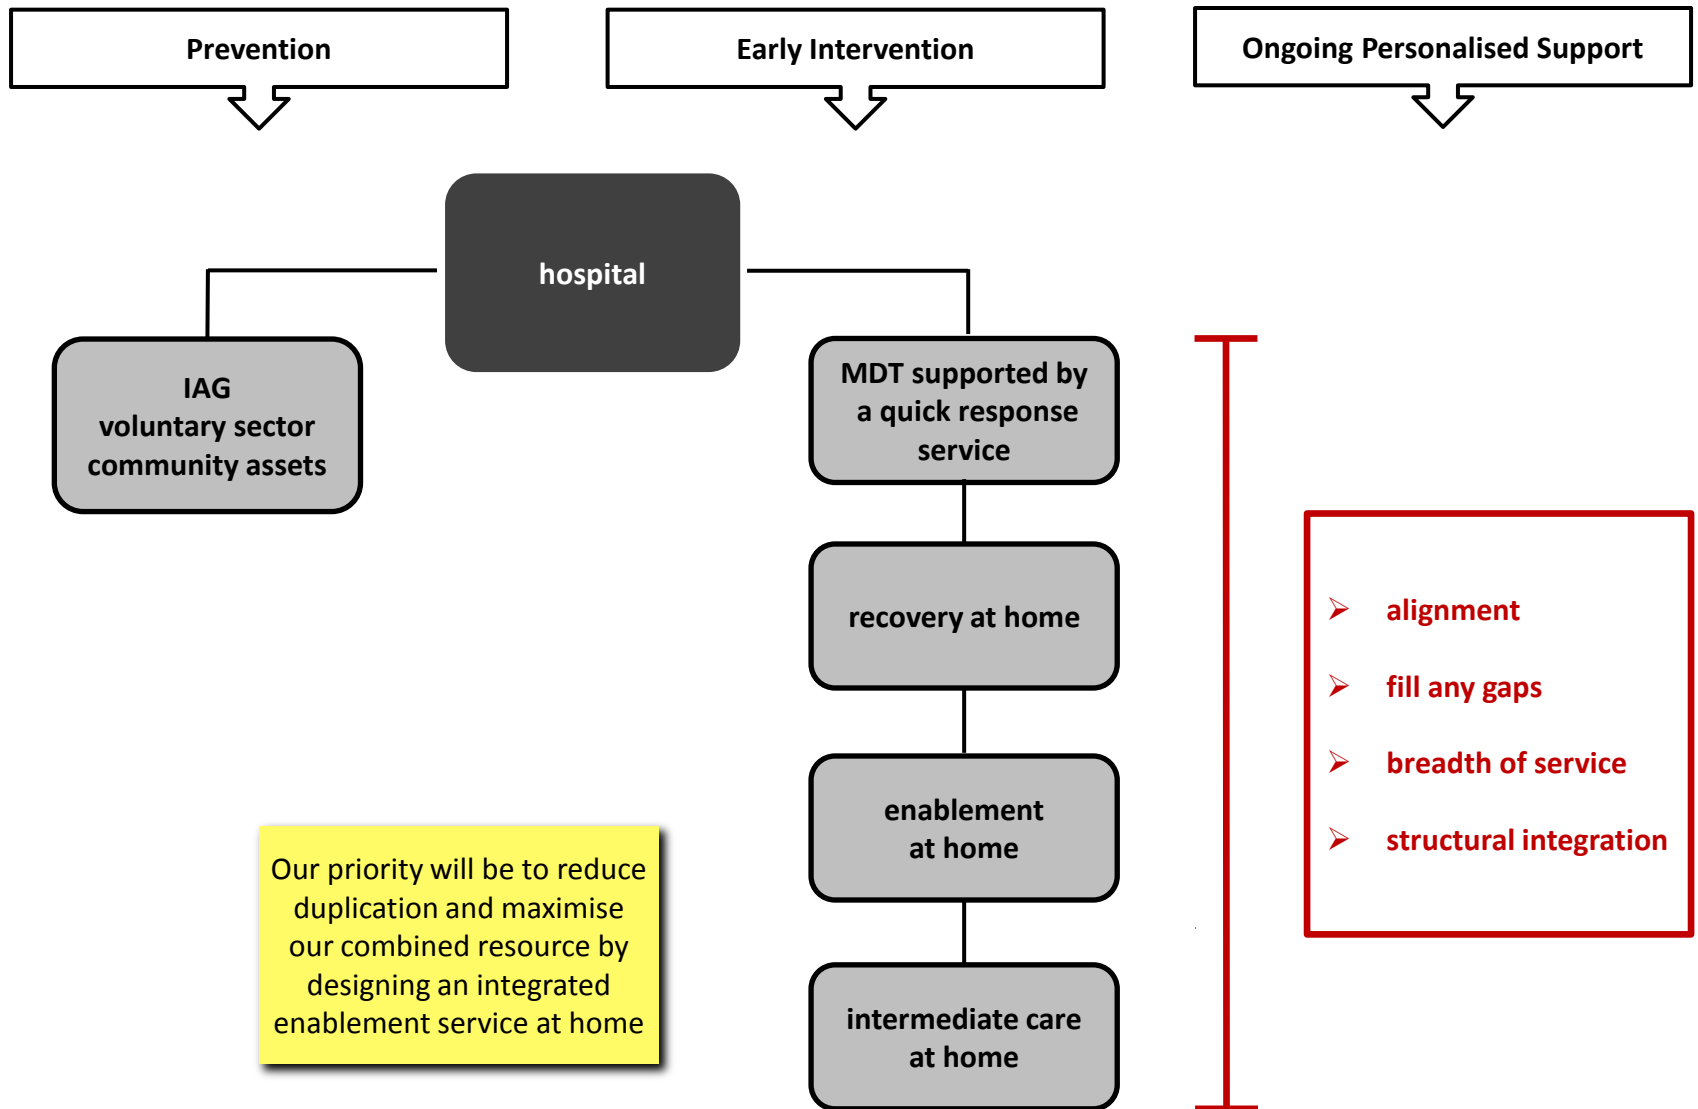 Prevention
Early Intervention
Ongoing Personalised Support
hospital
IAG
voluntary sector
community assets
MDT supported by
a quick response
service
recovery at home
enablement
at home
intermediate care
at home
Our priority will be to reduce
duplication and maximise
our combined resource by
designing an integrated
enablement service at home
➢ alignment
➢ fill any gaps
➢ breadth of service
➢ structural integration